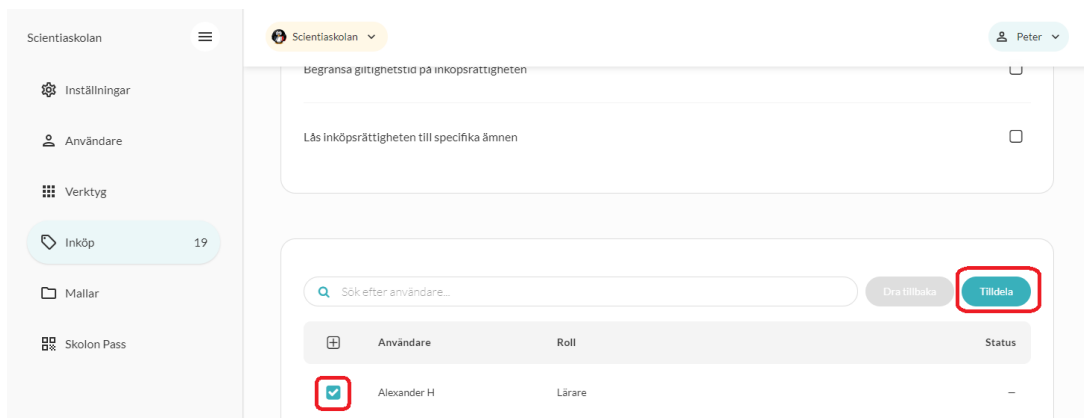 Scientiaskolan
Scientiaskolan
Peter
Begränsa giltighetstid på inköpsrättigheten
Inställningar
Användare
Lås inköpsrättigheten till specifika ämnen
Verktyg
Inköp 19
Mallar
Skolon Pass
Sök efter användare...
Dra tillbaka
Tilldela
Användare Roll Status
Alexander H Lärare –